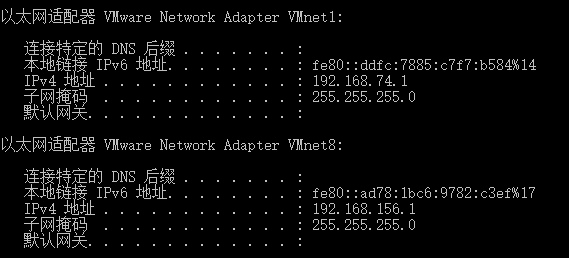 以太网适配器 VMware Network Adapter VMnet1:
连接特定的 DNS 后缀 . . . . . . . :
本地链接 IPv6 地址. . . . . . . . : fe80::ddfc:7885:c7f7:b584%14
IPv4 地址 . . . . . . . . . . . . : 192.168.74.1
子网掩码  . . . . . . . . . . . . : 255.255.255.0
默认网关. . . . . . . . . . . . . :
以太网适配器 VMware Network Adapter VMnet8:
连接特定的 DNS 后缀 . . . . . . . :
本地链接 IPv6 地址. . . . . . . . : fe80::ad78:1bc6:9782:c3ef%17
IPv4 地址 . . . . . . . . . . . . : 192.168.156.1
子网掩码  . . . . . . . . . . . . : 255.255.255.0
默认网关. . . . . . . . . . . . . :